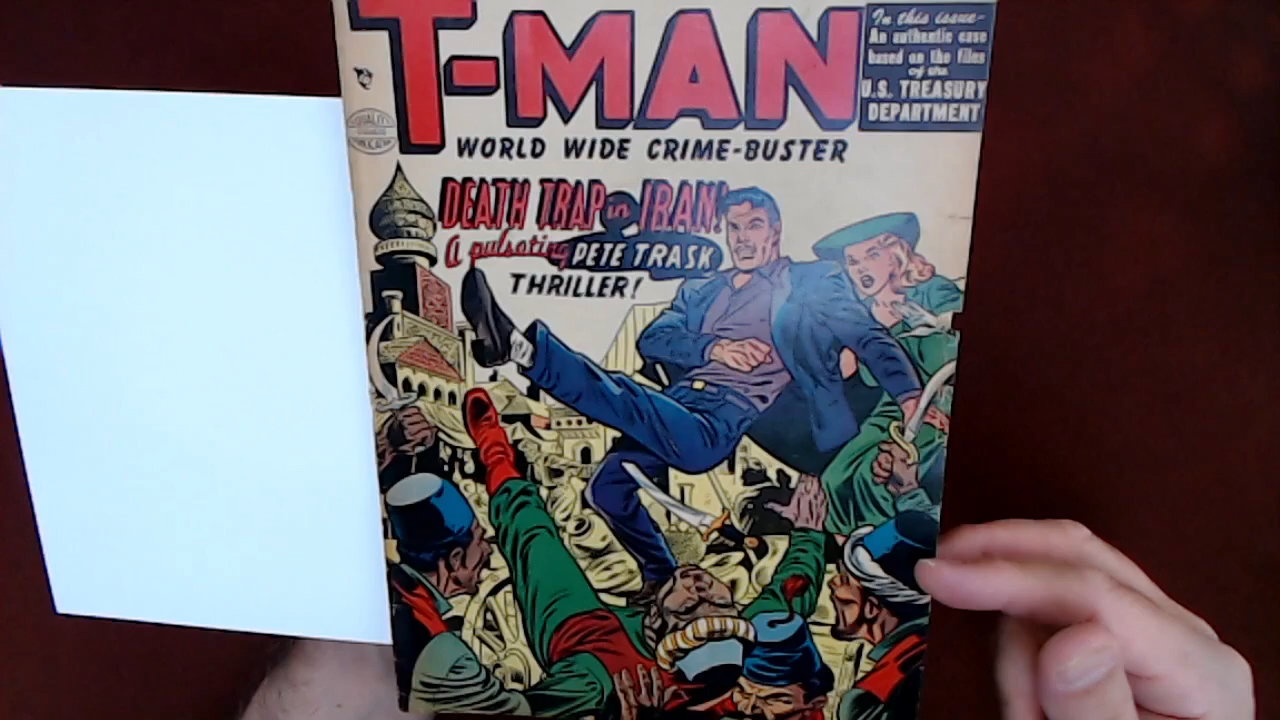 T-MAN
In this issue-
An authentic case
based on the files
of the
U.S. TREASURY
DEPARTMENT
QUALITY
WORLD WIDE CRIME-BUSTER
DEATH TRAP in IRAN!
A pulsating PETE TRASK
THRILLER!